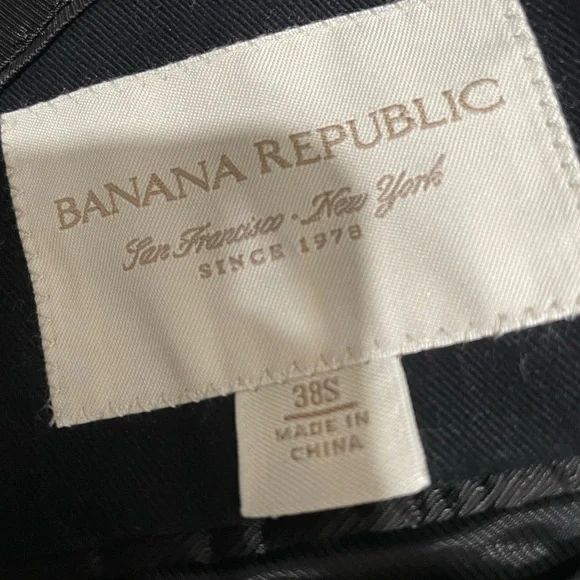 BANANA REPUBLIC
San Francisco · New York
SINCE 1978
38S
MADE IN
CHINA